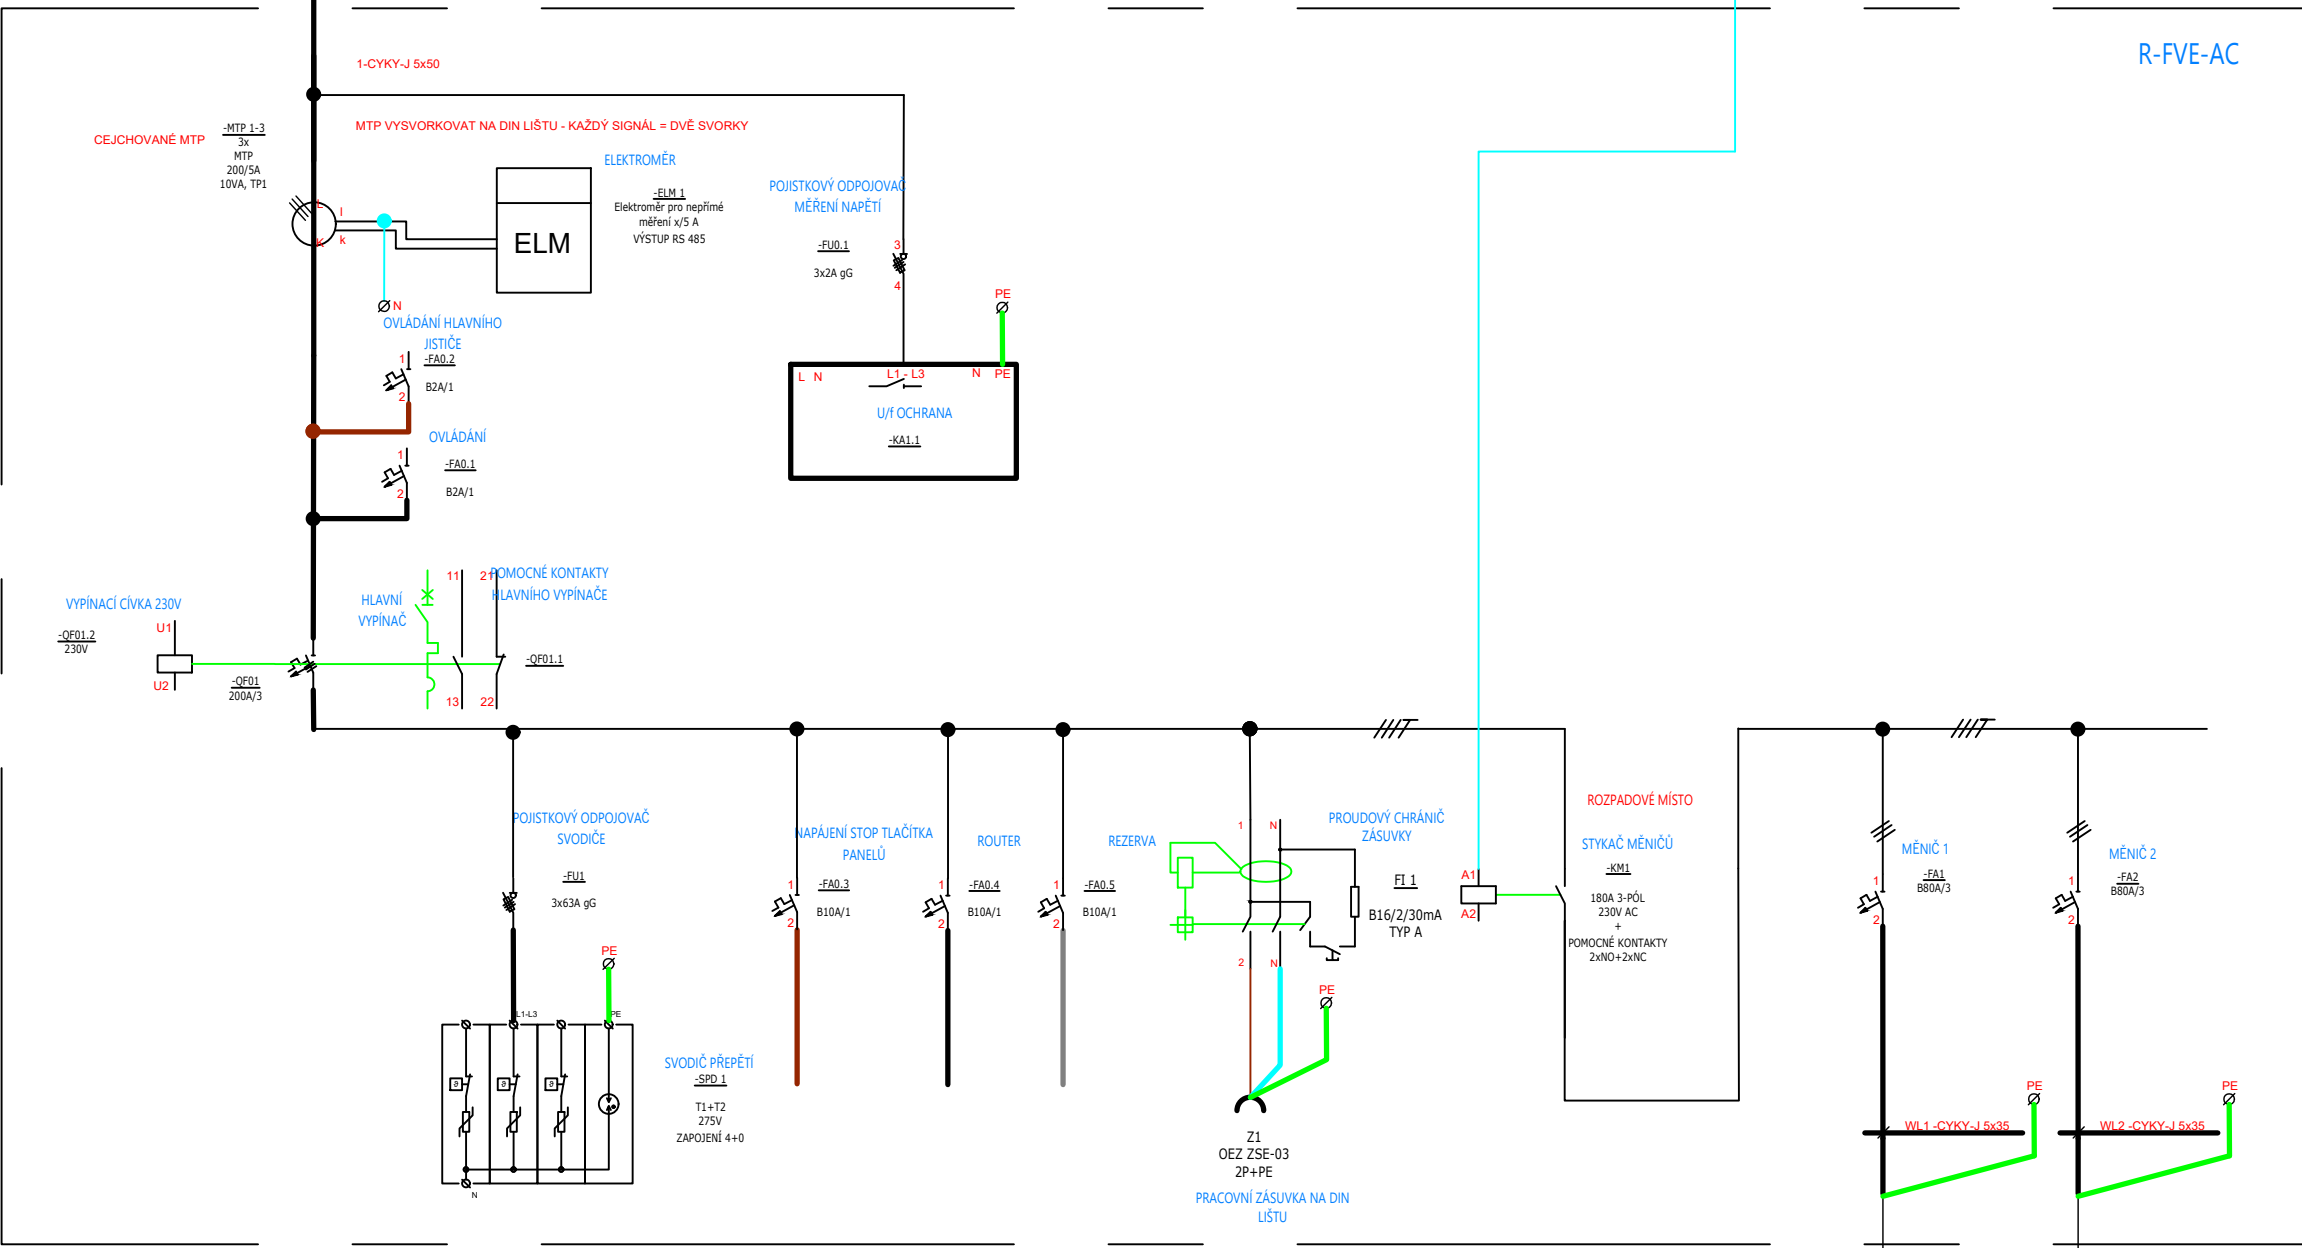 R-FVE-AC
1-CYKY-J 5x50
MTP VYSVORKOVAT NA DIN LIŠTU - KAŽDÝ SIGNÁL = DVĚ SVORKY
CEJCHOVANÉ MTP
-MTP 1-3
3x
MTP
200/5A
10VA, TP1
L
K
l
k
N
ELM
ELEKTROMĚR
-ELM 1
Elektroměr pro nepřímé
měření x/5 A
VÝSTUP RS 485
POJISTKOVÝ ODPOJOVAČ
MĚŘENÍ NAPĚTÍ
-FU0.1
3x2A gG
3
4
PE
L N
L1 - L3
N
PE
U/f OCHRANA
-KA1.1
OVLÁDÁNÍ HLAVNÍHO
JISTIČE
1
-FA0.2
B2A/1
2
OVLÁDÁNÍ
1
-FA0.1
B2A/1
2
VYPÍNACÍ CÍVKA 230V
-QF01.2
230V
U1
U2
-QF01
200A/3
HLAVNÍ
VYPÍNAČ
11
21
POMOCNÉ KONTAKTY
HLAVNÍHO VYPÍNAČE
-QF01.1
13
22
POJISTKOVÝ ODPOJOVAČ
SVODIČE
-FU1
3x63A gG
PE
L1-L3
PE
N
SVODIČ PŘEPĚTÍ
-SPD 1
T1+T2
275V
ZAPOJENÍ 4+0
NAPÁJENÍ STOP TLAČÍTKA
PANELŮ
1
-FA0.3
B10A/1
2
ROUTER
1
-FA0.4
B10A/1
2
REZERVA
1
-FA0.5
B10A/1
2
PROUDOVÝ CHRÁNIČ
ZÁSUVKY
1
N
FI 1
B16/2/30mA
TYP A
2
N
PE
Z1
OEZ ZSE-03
2P+PE
PRACOVNÍ ZÁSUVKA NA DIN
LIŠTU
A1
A2
ROZPADOVÉ MÍSTO
STYKAČ MĚNIČŮ
-KM1
180A 3-PÓL
230V AC
+
POMOCNÉ KONTAKTY
2xNO+2xNC
MĚNIČ 1
-FA1
B80A/3
1
2
PE
WL1 -CYKY-J 5x35
MĚNIČ 2
-FA2
B80A/3
1
2
PE
WL2 -CYKY-J 5x35